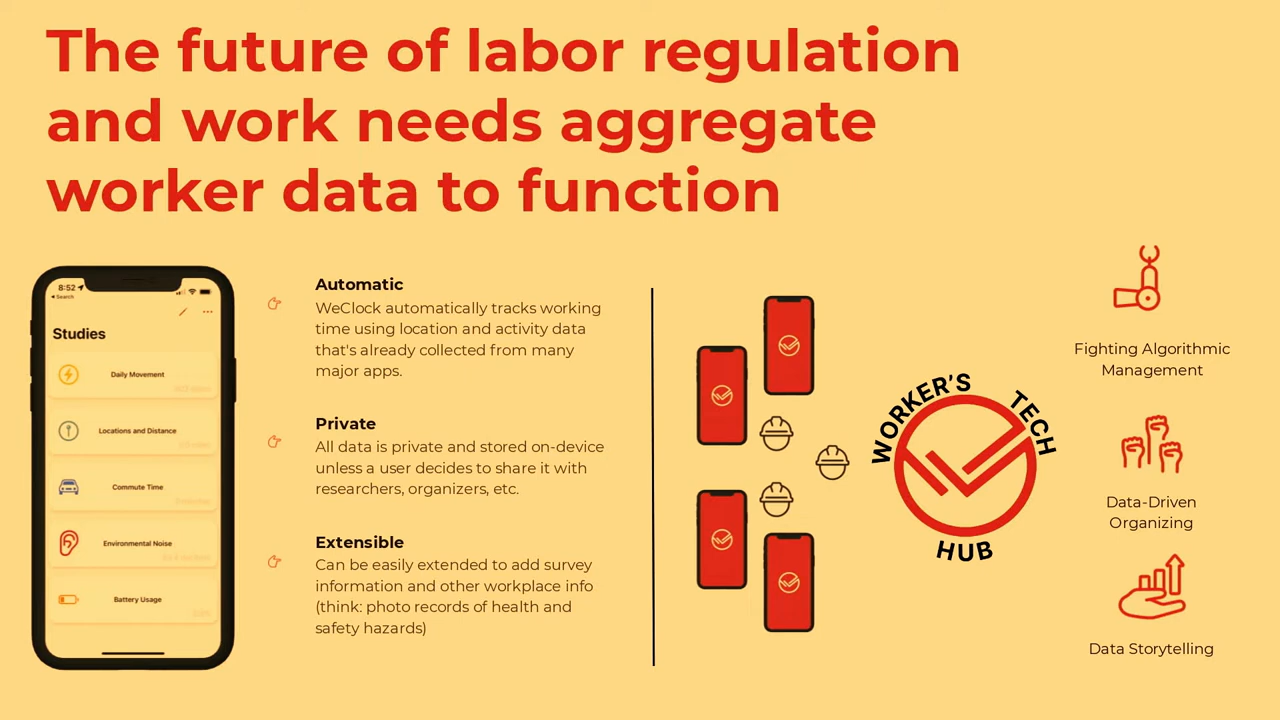 The future of labor regulation
and work needs aggregate
worker data to function
8:52
Search
Studies
Daily Movement
Locations and Distance
Commute Time
Environmental Noise
Battery Usage
Automatic
WeClock automatically tracks working
time using location and activity data
that's already collected from many
major apps.
Private
All data is private and stored on-device
unless a user decides to share it with
researchers, organizers, etc.
Extensible
Can be easily extended to add survey
information and other workplace info
(think: photo records of health and
safety hazards)
WORKER'S TECH
HUB
Fighting Algorithmic
Management
Data-Driven
Organizing
Data Storytelling